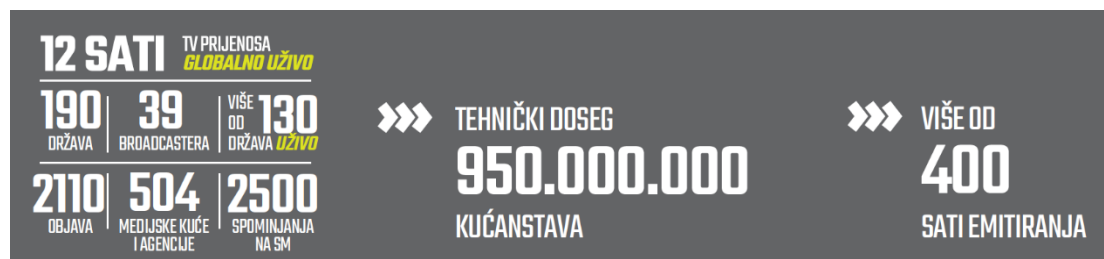 12 SATI TV PRIJENOSA
GLOBALNO UŽIVO
190
DRŽAVA
39
BROADCASTERA
VIŠE OD 130
DRŽAVA UŽIVO
2110
OBJAVA
504
MEDIJSKE KUĆE
I AGENCIJE
2500
SPOMINJANJA
NA SM
TEHNIČKI DOSEG
950.000.000
KUĆANSTAVA
VIŠE OD
400
SATI EMITIRANJA